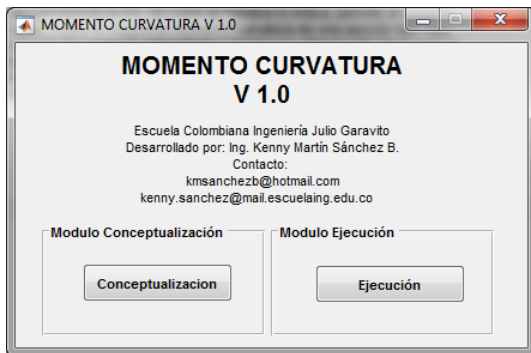 MOMENTO CURVATURA V 1.0
MOMENTO CURVATURA
V 1.0
Escuela Colombiana Ingeniería Julio Garavito
Desarrollado por: Ing. Kenny Martín Sánchez B.
Contacto:
kmsanchezb@hotmail.com
kenny.sanchez@mail.escuelaing.edu.co
Modulo Conceptualización
Modulo Ejecución
Conceptualizacion
Ejecución